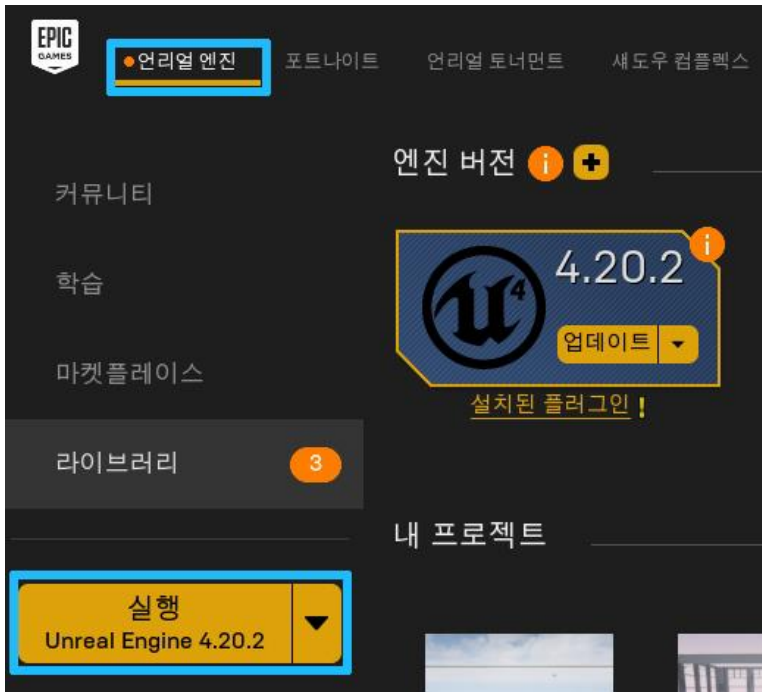 EPIC
GAMES
언리얼 엔진 포트나이트 언리얼 토너먼트 섀도우 컴플렉스
엔진 버전 i +
커뮤니티
학습
마켓플레이스
라이브러리 3
4.20.2 i
업데이트
설치된 플러그인 !
내 프로젝트
실행
Unreal Engine 4.20.2